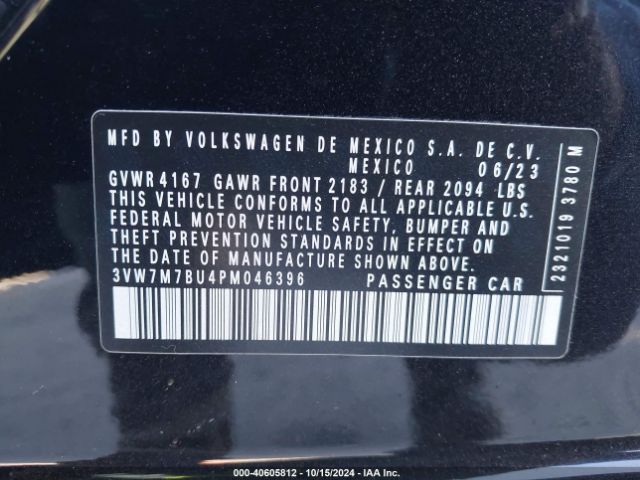 MFD BY VOLKSWAGEN DE MEXICO S.A. DE C.V.
MEXICO 06/23
GVWR 4167 GAWR FRONT 2183 / REAR 2094 LBS
THIS VEHICLE CONFORMS TO ALL APPLICABLE U.S.
FEDERAL MOTOR VEHICLE SAFETY, BUMPER AND
THEFT PREVENTION STANDARDS IN EFFECT ON
THE DATE OF MANUFACTURE SHOWN ABOVE.
3VW7M7BU4PM046396 PASSENGER CAR
2321019 3780 M
000-40605812 - 10/15/2024 - IAAI.com